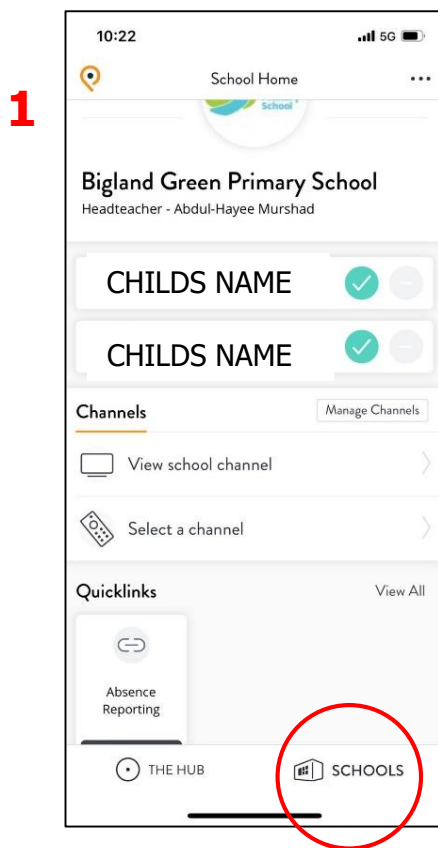 1
10:22
5G
School Home
School
Bigland Green Primary School
Headteacher - Abdul-Hayee Murshad
CHILDS NAME
CHILDS NAME
Channels
Manage Channels
View school channel
Select a channel
Quicklinks
View All
Absence
Reporting
THE HUB
SCHOOLS